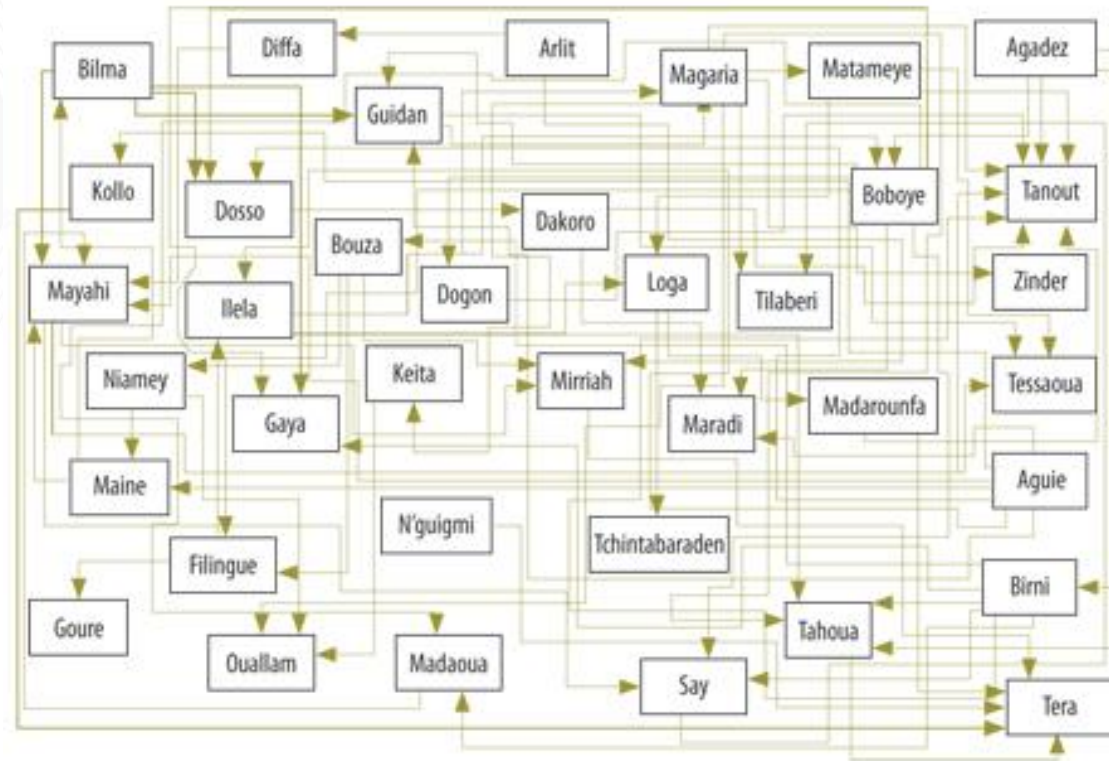 Diffa
Arlit
Agadez
Bilma
Magaria
Matameye
Guidan
Kollo
Dosso
Boboye
Tanout
Dakoro
Bouza
Mayahi
Ilela
Dogon
Loga
Tilaberi
Zinder
Niamey
Keita
Mirriah
Tessaoua
Gaya
Maradi
Madarounfa
Maine
Aguie
N'guigmi
Tchintabaraden
Filingue
Birni
Goure
Tahoua
Ouallam
Madaoua
Say
Tera